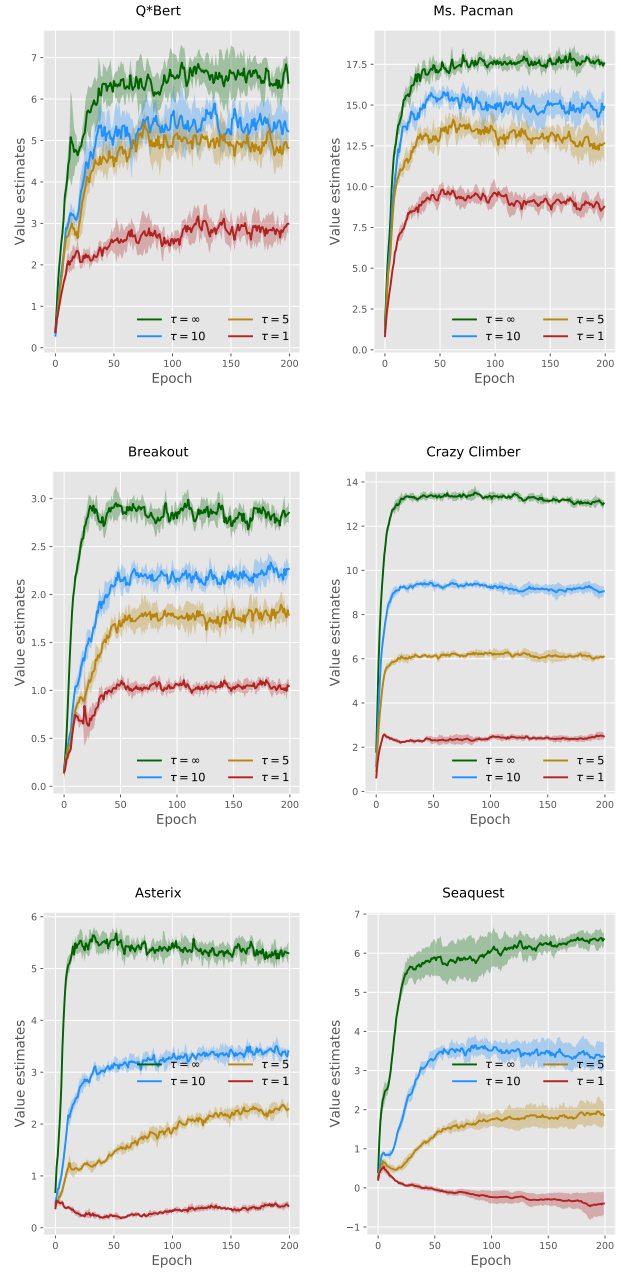 Q*Bert
Value estimates
7
6
5
4
3
2
1
0
τ = ∞ τ = 5
τ = 10 τ = 1
0 50 100 150 200
Epoch
Ms. Pacman
Value estimates
17.5
15.0
12.5
10.0
7.5
5.0
2.5
0.0
τ = ∞ τ = 5
τ = 10 τ = 1
0 50 100 150 200
Epoch
Breakout
Value estimates
3.0
2.5
2.0
1.5
1.0
0.5
0.0
τ = ∞ τ = 5
τ = 10 τ = 1
0 50 100 150 200
Epoch
Crazy Climber
Value estimates
14
12
10
8
6
4
2
0
τ = ∞ τ = 5
τ = 10 τ = 1
0 50 100 150 200
Epoch
Asterix
Value estimates
6
5
4
3
2
1
0
τ = ∞ τ = 5
τ = 10 τ = 1
0 50 100 150 200
Epoch
Seaquest
Value estimates
7
6
5
4
3
2
1
0
−1
τ = ∞ τ = 5
τ = 10 τ = 1
0 50 100 150 200
Epoch